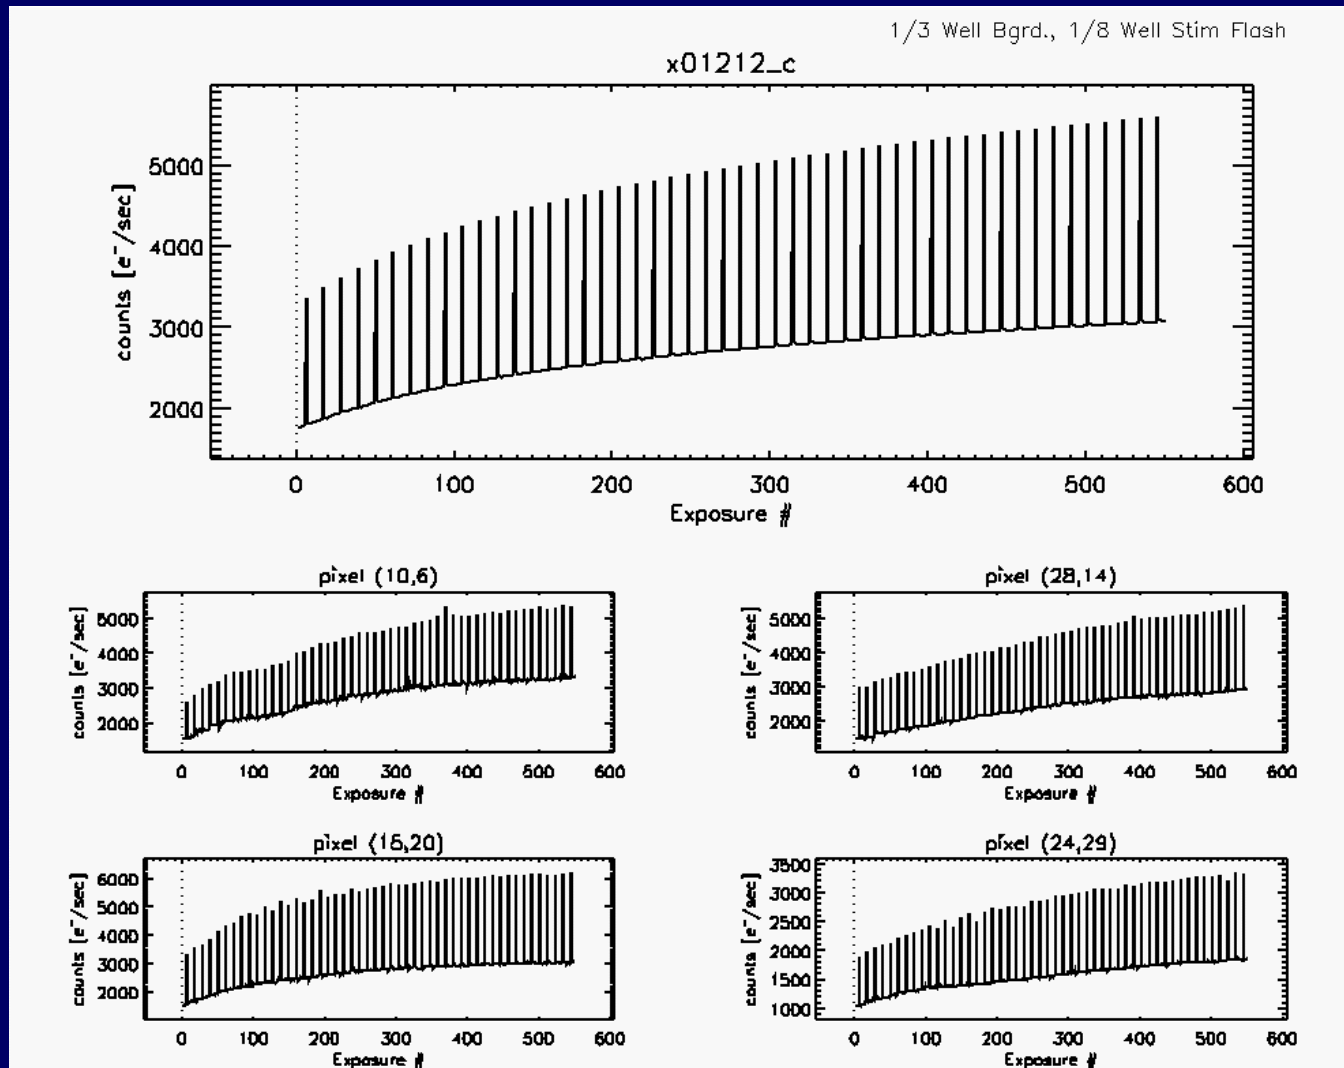 1/3 Well Bgrd., 1/8 Well Stim Flash
x01212_c
counts [e⁻/sec]
5000
4000
3000
2000
0 100 200 300 400 500 600
Exposure #
pixel (10,6)
counts [e⁻/sec]
5000
4000
3000
2000
0 100 200 300 400 500 600
Exposure #
pixel (28,14)
counts [e⁻/sec]
5000
4000
3000
2000
0 100 200 300 400 500 600
Exposure #
pixel (16,20)
counts [e⁻/sec]
6000
5000
4000
3000
2000
0 100 200 300 400 500 600
Exposure #
pixel (24,29)
counts [e⁻/sec]
3500
3000
2500
2000
1500
1000
0 100 200 300 400 500 600
Exposure #